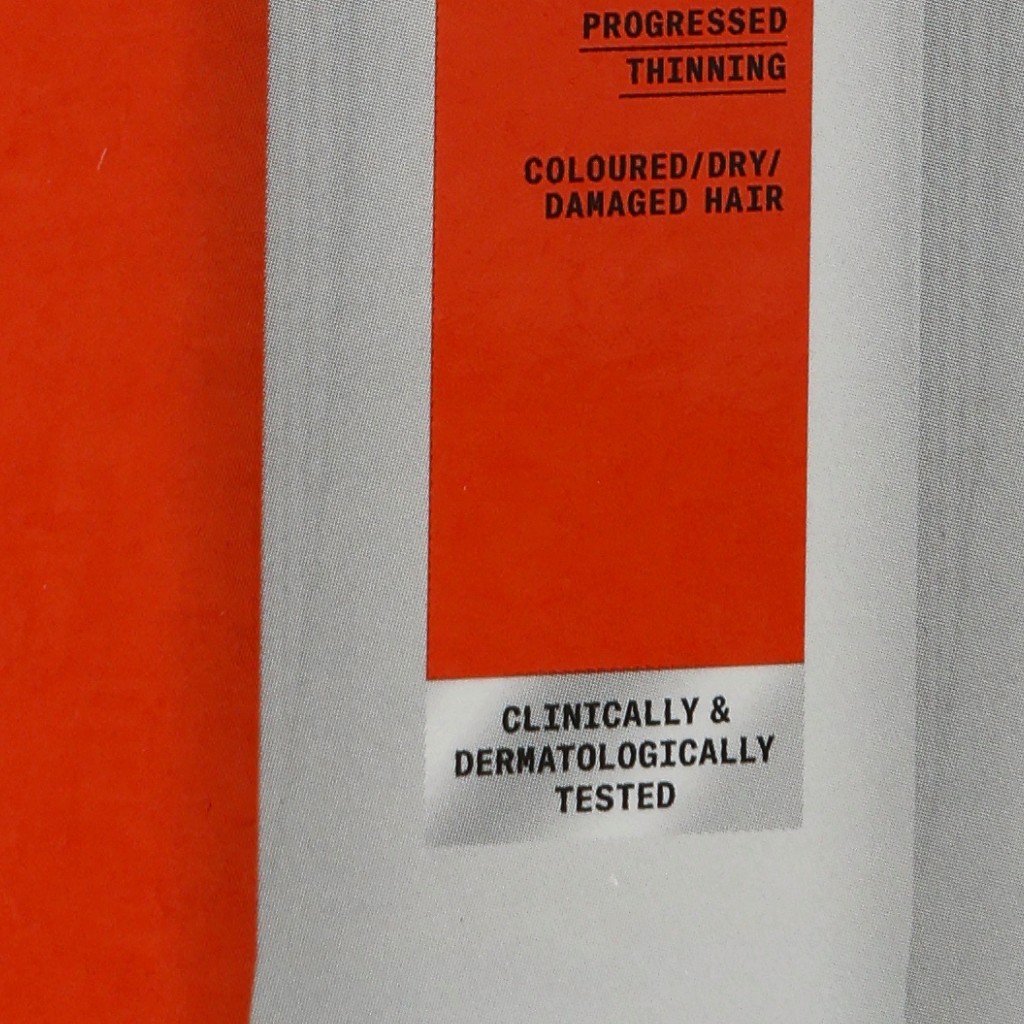 PROGRESSED
THINNING
COLOURED/DRY/
DAMAGED HAIR
CLINICALLY &
DERMATOLOGICALLY
TESTED